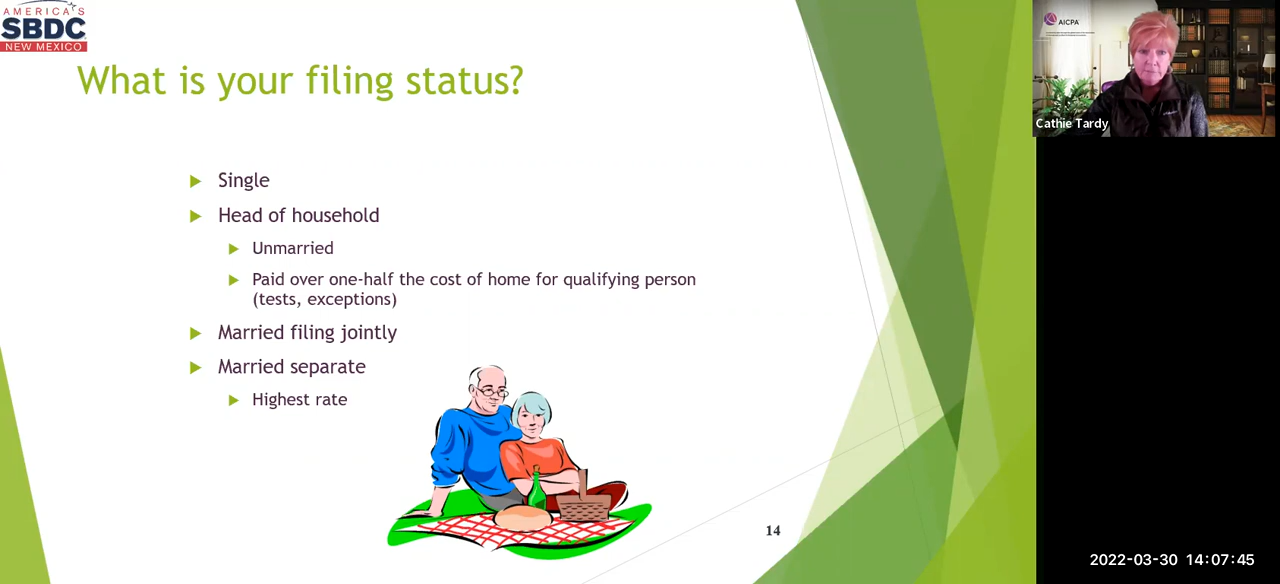 AMERICA'S
SBDC
NEW MEXICO
What is your filing status?
Single
Head of household
Unmarried
Paid over one-half the cost of home for qualifying person
(tests, exceptions)
Married filing jointly
Married separate
Highest rate
14
AICPA
Cathie Tardy
2022-03-30 14:07:45